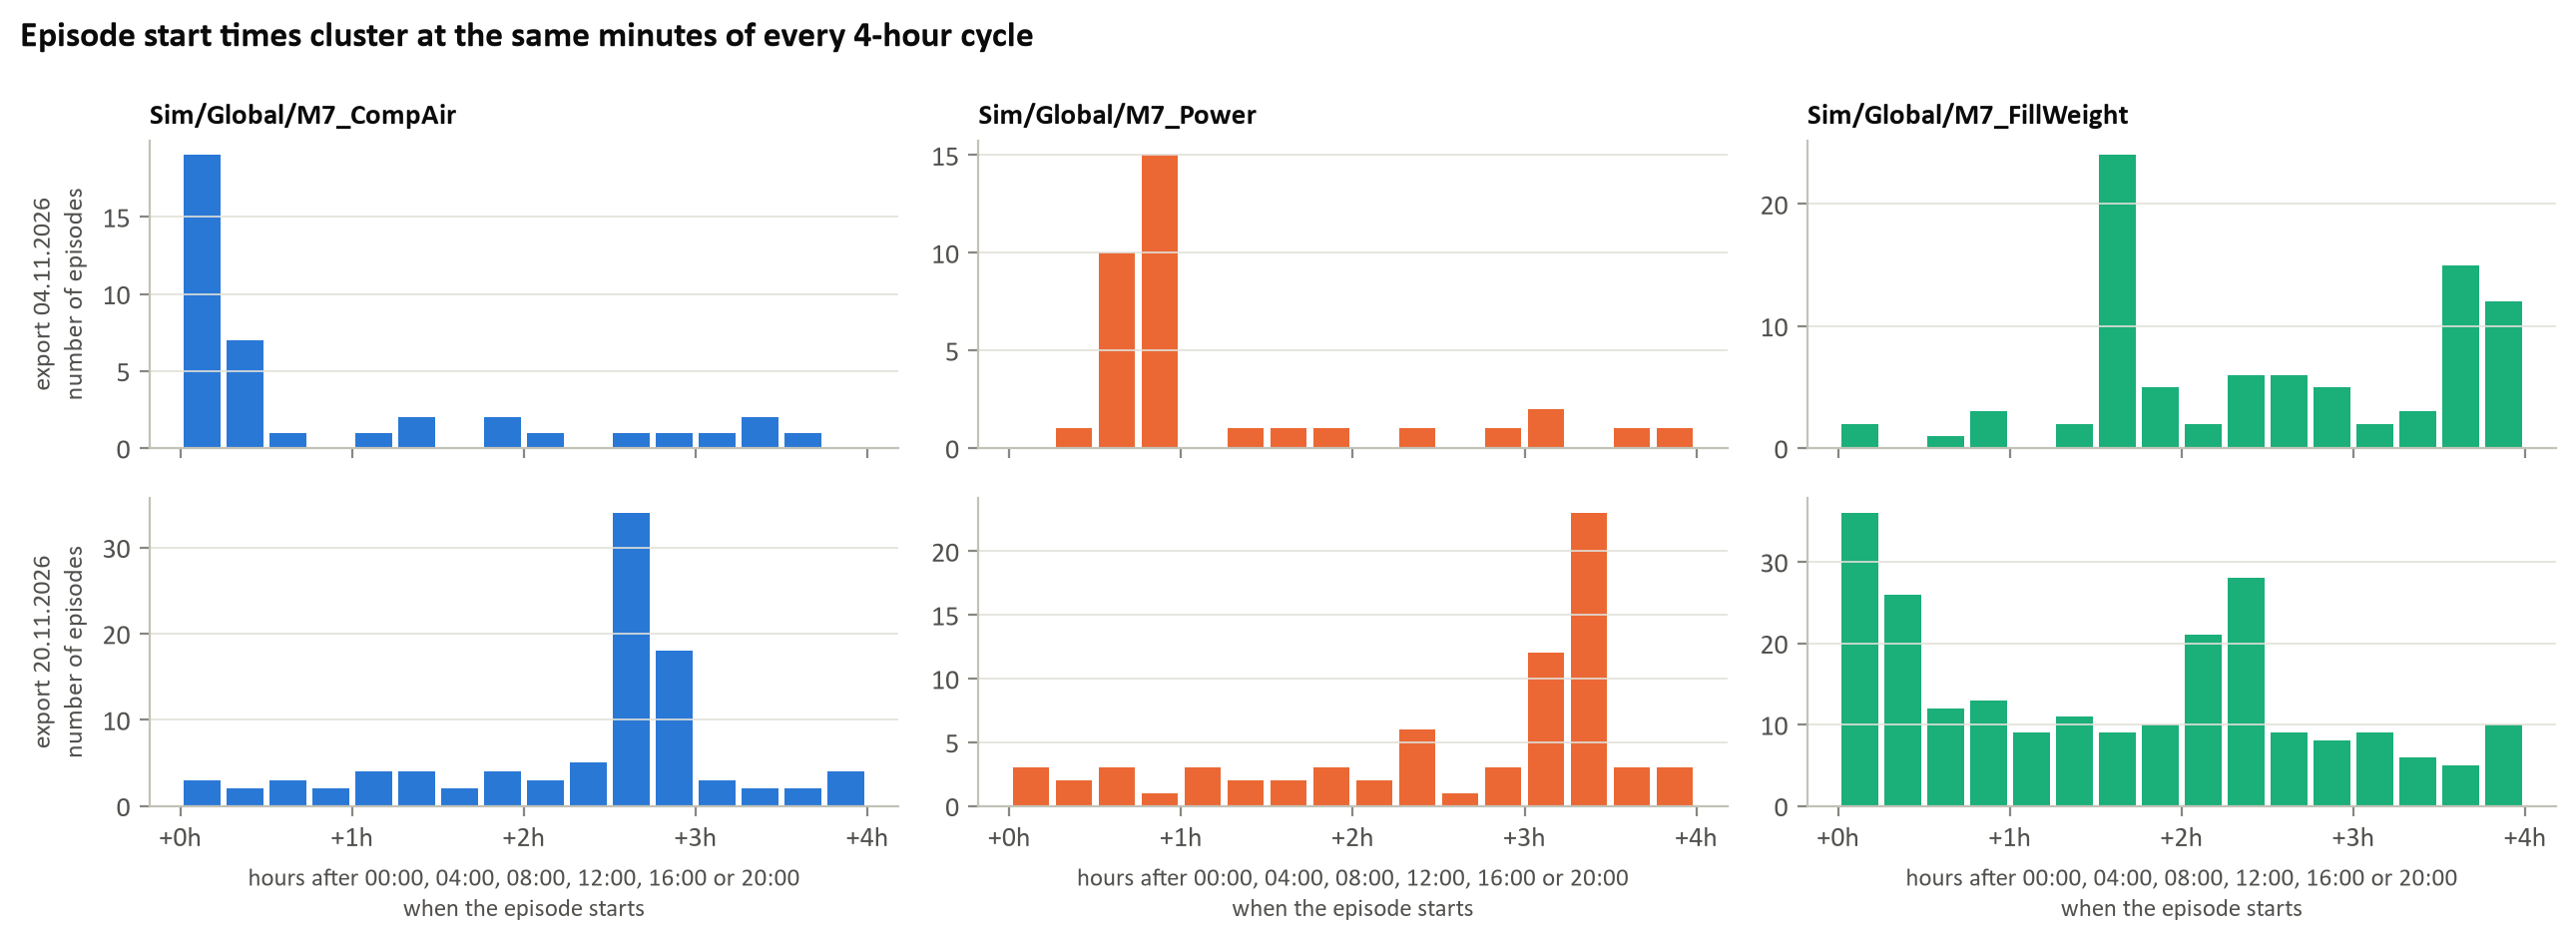 Episode start times cluster at the same minutes of every 4-hour cycle
Sim/Global/M7_CompAir
Sim/Global/M7_Power
Sim/Global/M7_FillWeight
export 04.11.2026
number of episodes
15
10
5
0
15
10
5
0
20
10
0
export 20.11.2026
number of episodes
30
20
10
0
20
15
10
5
0
30
20
10
0
+0h +1h +2h +3h +4h
+0h +1h +2h +3h +4h
+0h +1h +2h +3h +4h
hours after 00:00, 04:00, 08:00, 12:00, 16:00 or 20:00
when the episode starts
hours after 00:00, 04:00, 08:00, 12:00, 16:00 or 20:00
when the episode starts
hours after 00:00, 04:00, 08:00, 12:00, 16:00 or 20:00
when the episode starts